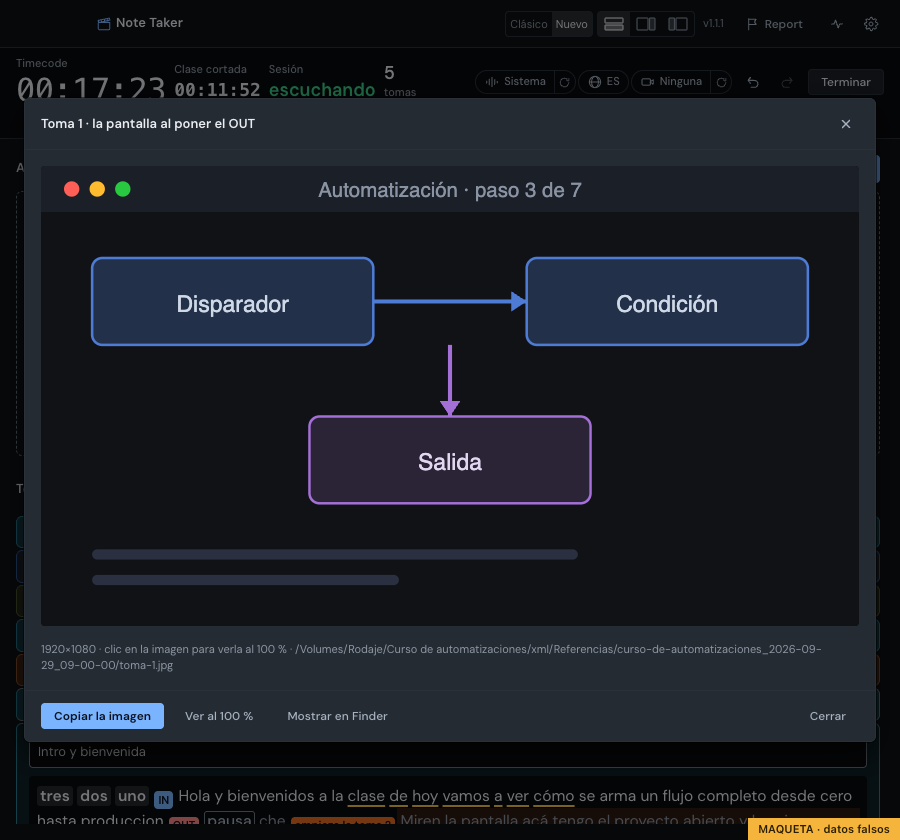 Note Taker
Clásico Nuevo v1.1.1 Report
Timecode
00:17:23
Clase cortada
00:11:52
Sesión
escuchando
5
tomas
Sistema ES Ninguna Terminar
Toma 1 · la pantalla al poner el OUT
Automatización · paso 3 de 7
Disparador
Condición
Salida
1920×1080 · clic en la imagen para verla al 100 % · /Volumes/Rodaje/Curso de automatizaciones/xml/Referencias/curso-de-automatizaciones_2026-09-
29_09-00-00/toma-1.jpg
Copiar la imagen Ver al 100 % Mostrar en Finder Cerrar
Intro y bienvenida
tres dos uno IN Hola y bienvenidos a la clase de hoy vamos a ver cómo se arma un flujo completo desde cero
hasta produccion OUT pausa che Miren la pantalla acá tengo el proyecto abierto y
MAQUETA · datos falsos